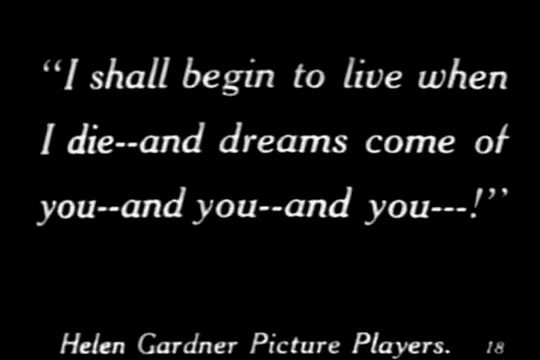 “I shall begin to live when
I die--and dreams come of
you--and you--and you---!”
Helen Gardner Picture Players. 18